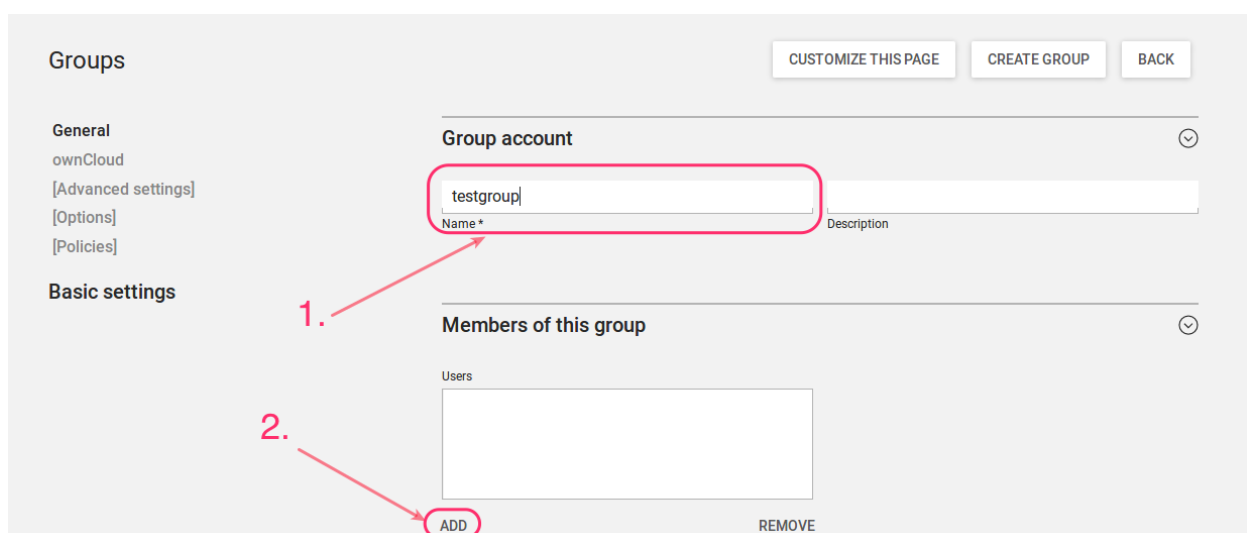 Groups
CUSTOMIZE THIS PAGE
CREATE GROUP
BACK
General
ownCloud
[Advanced settings]
[Options]
[Policies]
Basic settings
Group account
testgroup
Name *
Description
1.
Members of this group
Users
2.
ADD
REMOVE